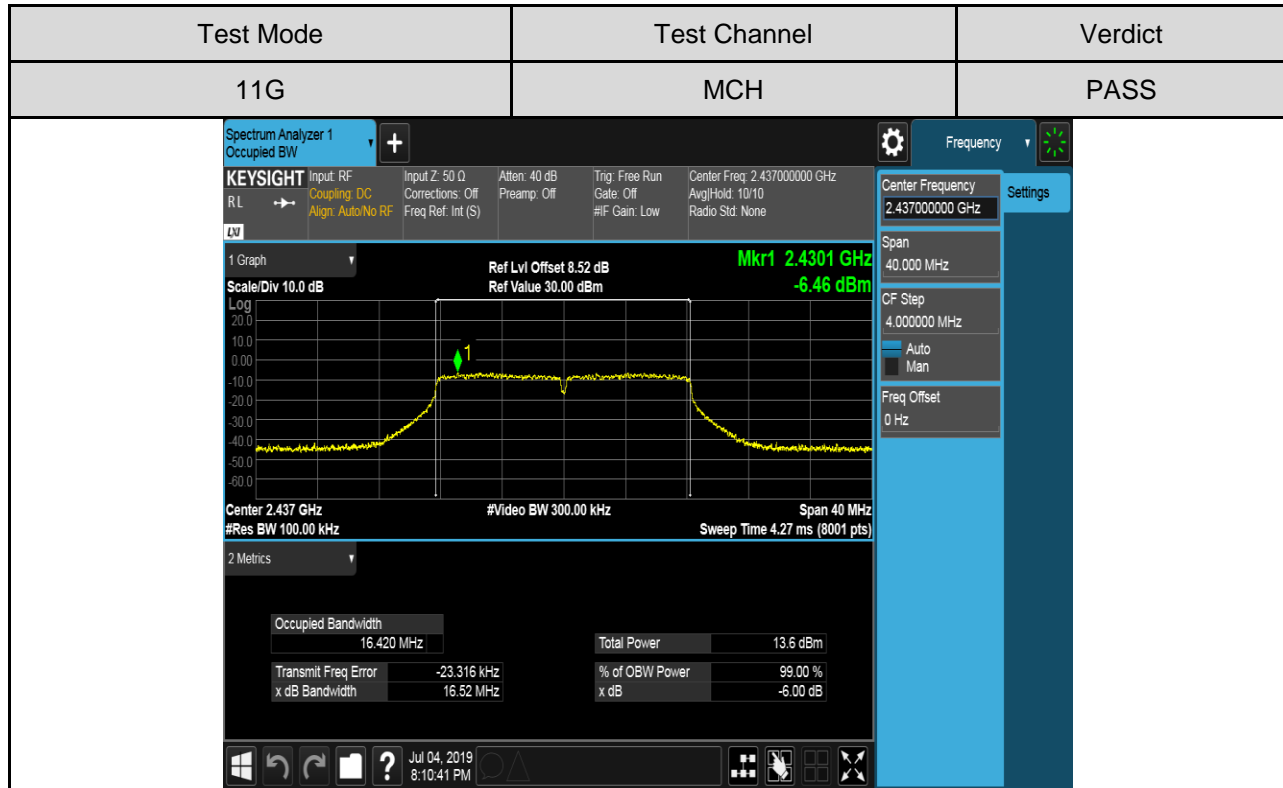 Test Mode Test Channel Verdict
11G MCH PASS
Spectrum Analyzer 1
Occupied BW
+
Frequency
KEYSIGHT Input: RF Input Z: 50 Ω Atten: 40 dB Trig: Free Run Center Freq: 2.437000000 GHz
RL Coupling: DC Corrections: Off Preamp: Off Gate: Off Avg|Hold: 10/10
Align: Auto/No RF Freq Ref: Int (S) #IF Gain: Low Radio Std: None
LXI
Center Frequency
2.437000000 GHz
Settings
Span
40.000 MHz
CF Step
4.000000 MHz
Auto
Man
Freq Offset
0 Hz
1 Graph
Ref Lvl Offset 8.52 dB Mkr1 2.4301 GHz
Scale/Div 10.0 dB Ref Value 30.00 dBm -6.46 dBm
Log
20.0
10.0
0.00
-10.0
-20.0
-30.0
-40.0
-50.0
-60.0
1
Center 2.437 GHz #Video BW 300.00 kHz Span 40 MHz
#Res BW 100.00 kHz Sweep Time 4.27 ms (8001 pts)
2 Metrics
Occupied Bandwidth
16.420 MHz Total Power 13.6 dBm
Transmit Freq Error -23.316 kHz % of OBW Power 99.00 %
x dB Bandwidth 16.52 MHz x dB -6.00 dB
? Jul 04, 2019
8:10:41 PM